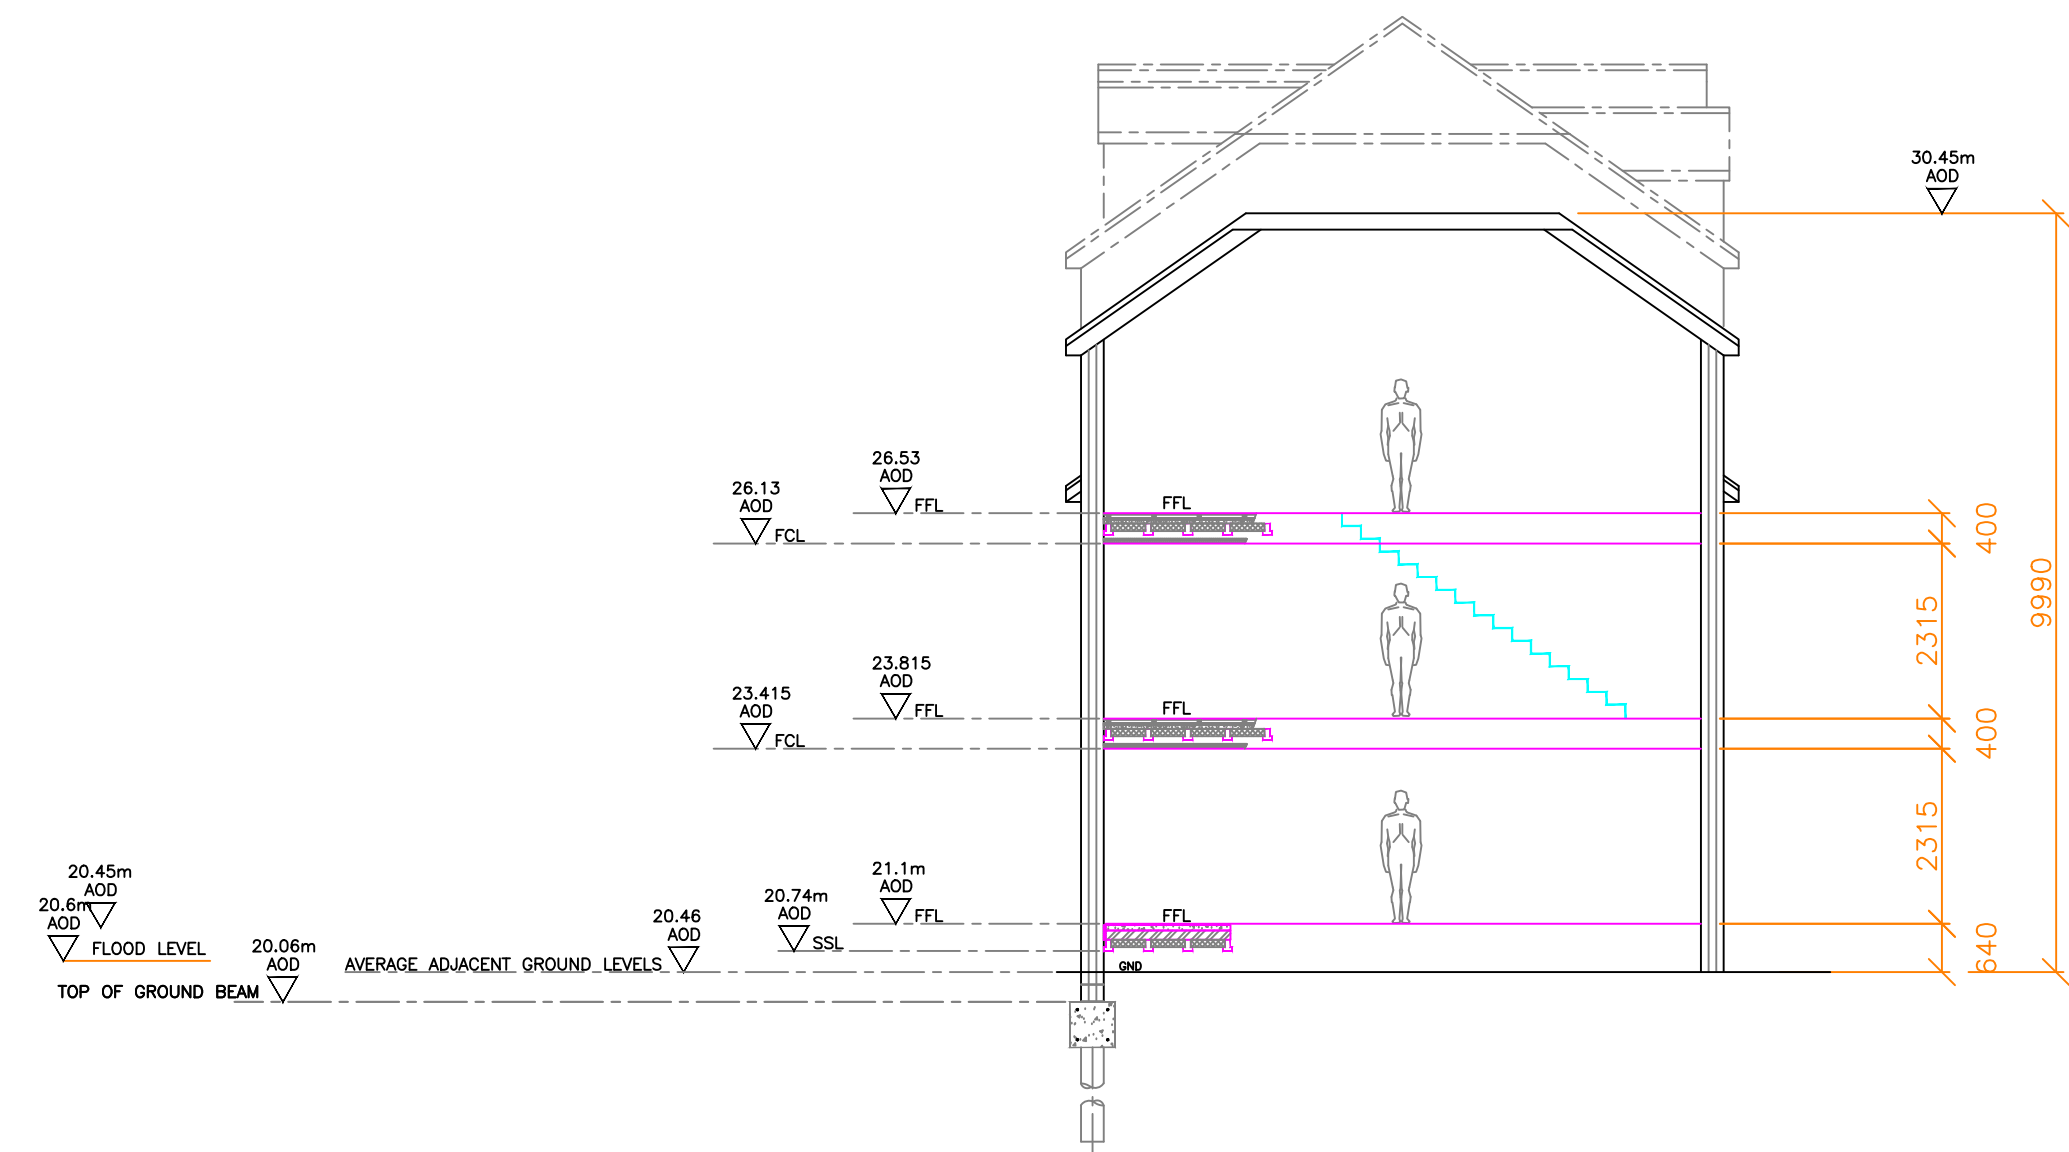 30.45m
AOD
26.53
AOD
FFL
FFL
26.13
AOD
FCL
400
9990
2315
23.815
AOD
FFL
FFL
23.415
AOD
FCL
400
2315
20.45m
AOD
20.6m
AOD
FLOOD LEVEL
21.1m
AOD
FFL
FFL
20.74m
AOD
SSL
20.46
AOD
AVERAGE ADJACENT GROUND LEVELS
GND
640
20.06m
AOD
TOP OF GROUND BEAM